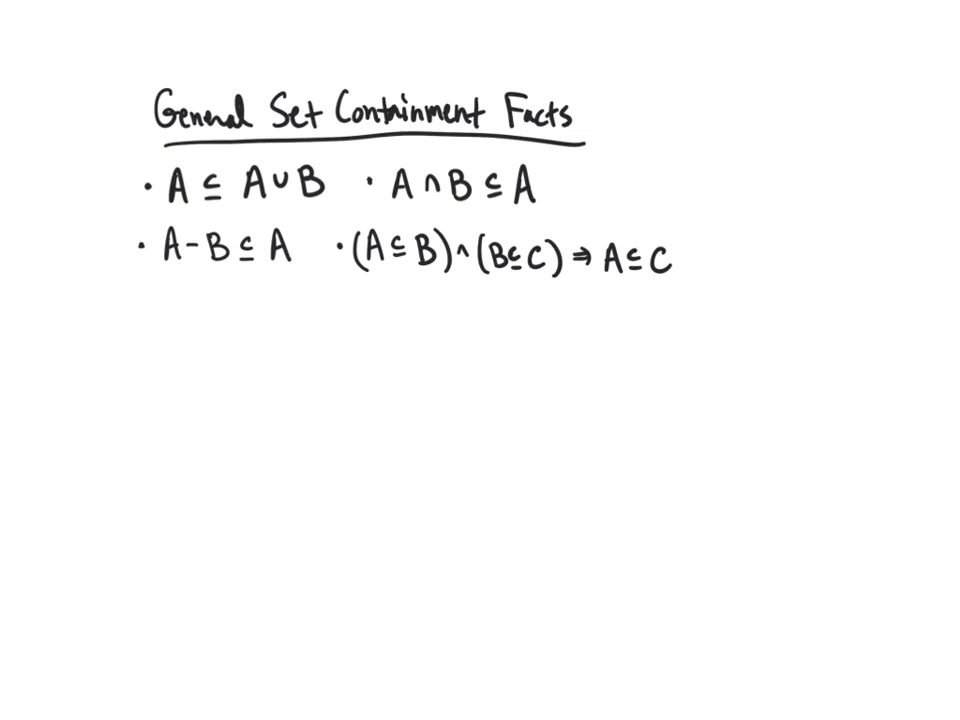 General Set Containment Facts
· A ⊆ A ∪ B · A ∩ B ⊆ A
· A - B ⊆ A · (A ⊆ B) ∧ (B ⊆ C) ⇒ A ⊆ C